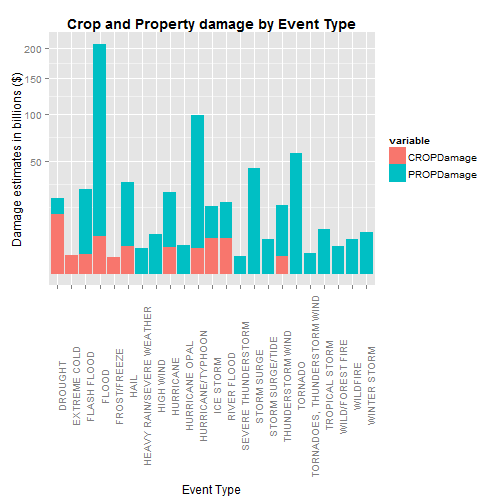 Crop and Property damage by Event Type
Damage estimates in billions ($)
200
150
100
50
variable
CROPDamage
PROPDamage
DROUGHT
EXTREME COLD
FLASH FLOOD
FLOOD
FROST/FREEZE
HAIL
HEAVY RAIN/SEVERE WEATHER
HIGH WIND
HURRICANE
HURRICANE OPAL
HURRICANE/TYPHOON
ICE STORM
RIVER FLOOD
SEVERE THUNDERSTORM
STORM SURGE
STORM SURGE/TIDE
THUNDERSTORM WIND
TORNADO
TORNADOES, THUNDERSTORM WIND
TROPICAL STORM
WILD/FOREST FIRE
WILDFIRE
WINTER STORM
Event Type